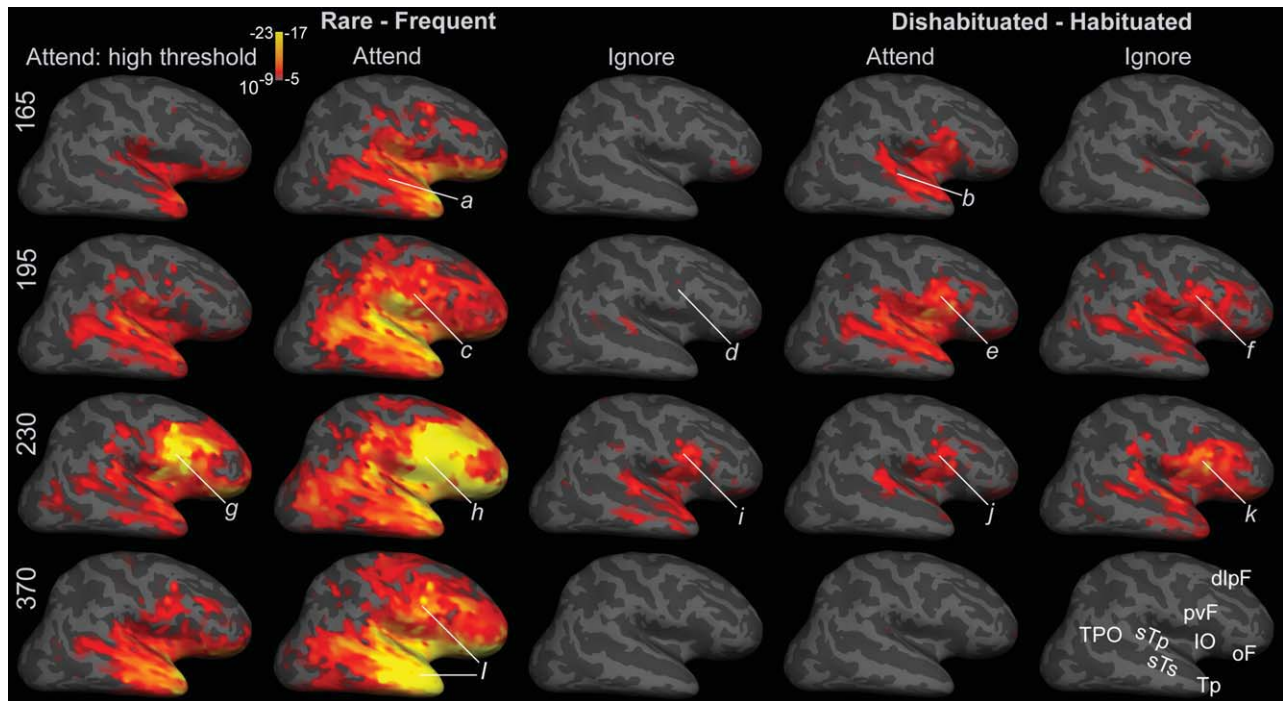 Rare - Frequent
Dishabituated - Habituated
Attend: high threshold
-23 -17
10-9 -5
Attend
Ignore
Attend
Ignore
165
a
b
195
c
d
e
f
230
g
h
i
j
k
370
l
dlpF
pvF
TPO
sTp
IO
oF
sTs
Tp